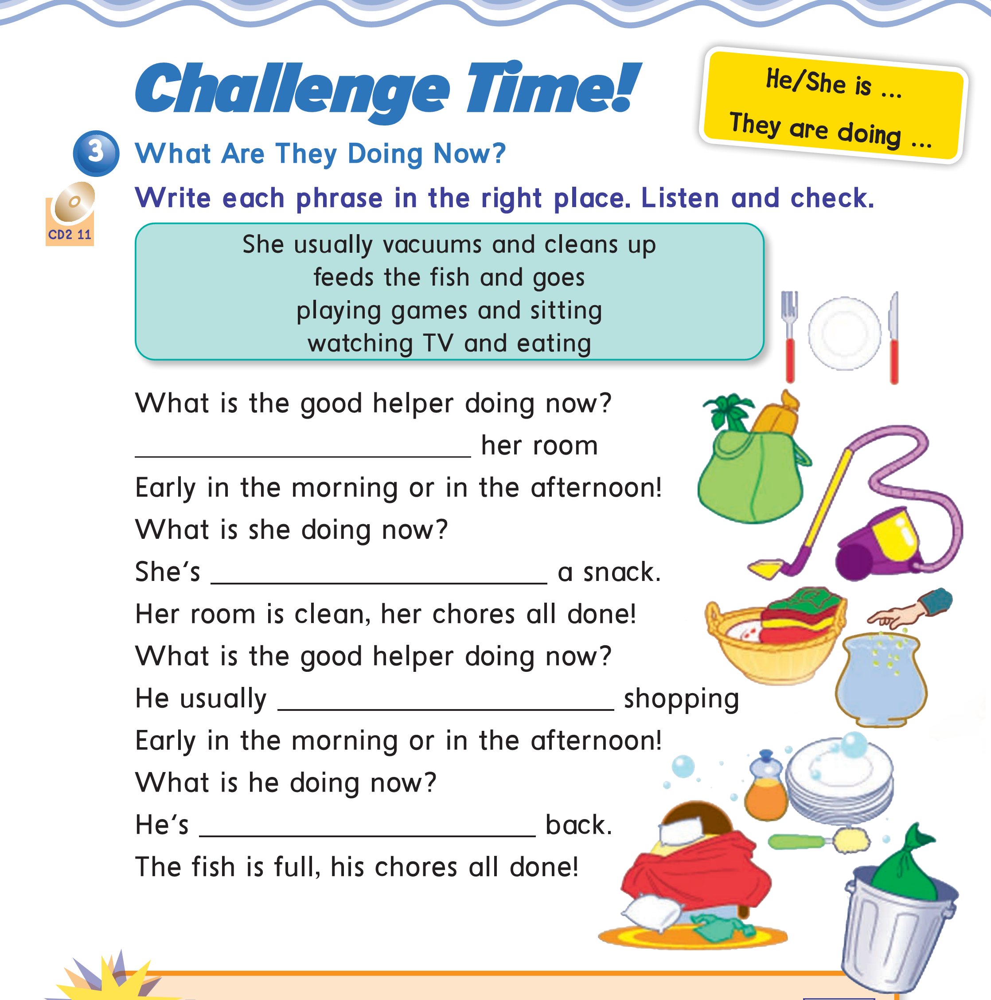 Challenge Time!
He/She is ...
They are doing ...
3 What Are They Doing Now?
Write each phrase in the right place. Listen and check.
CD2 11
She usually vacuums and cleans up
feeds the fish and goes
playing games and sitting
watching TV and eating
What is the good helper doing now?
_________________________ her room
Early in the morning or in the afternoon!
What is she doing now?
She‘s _________________________ a snack.
Her room is clean, her chores all done!
What is the good helper doing now?
He usually _________________________ shopping
Early in the morning or in the afternoon!
What is he doing now?
He‘s _________________________ back.
The fish is full, his chores all done!